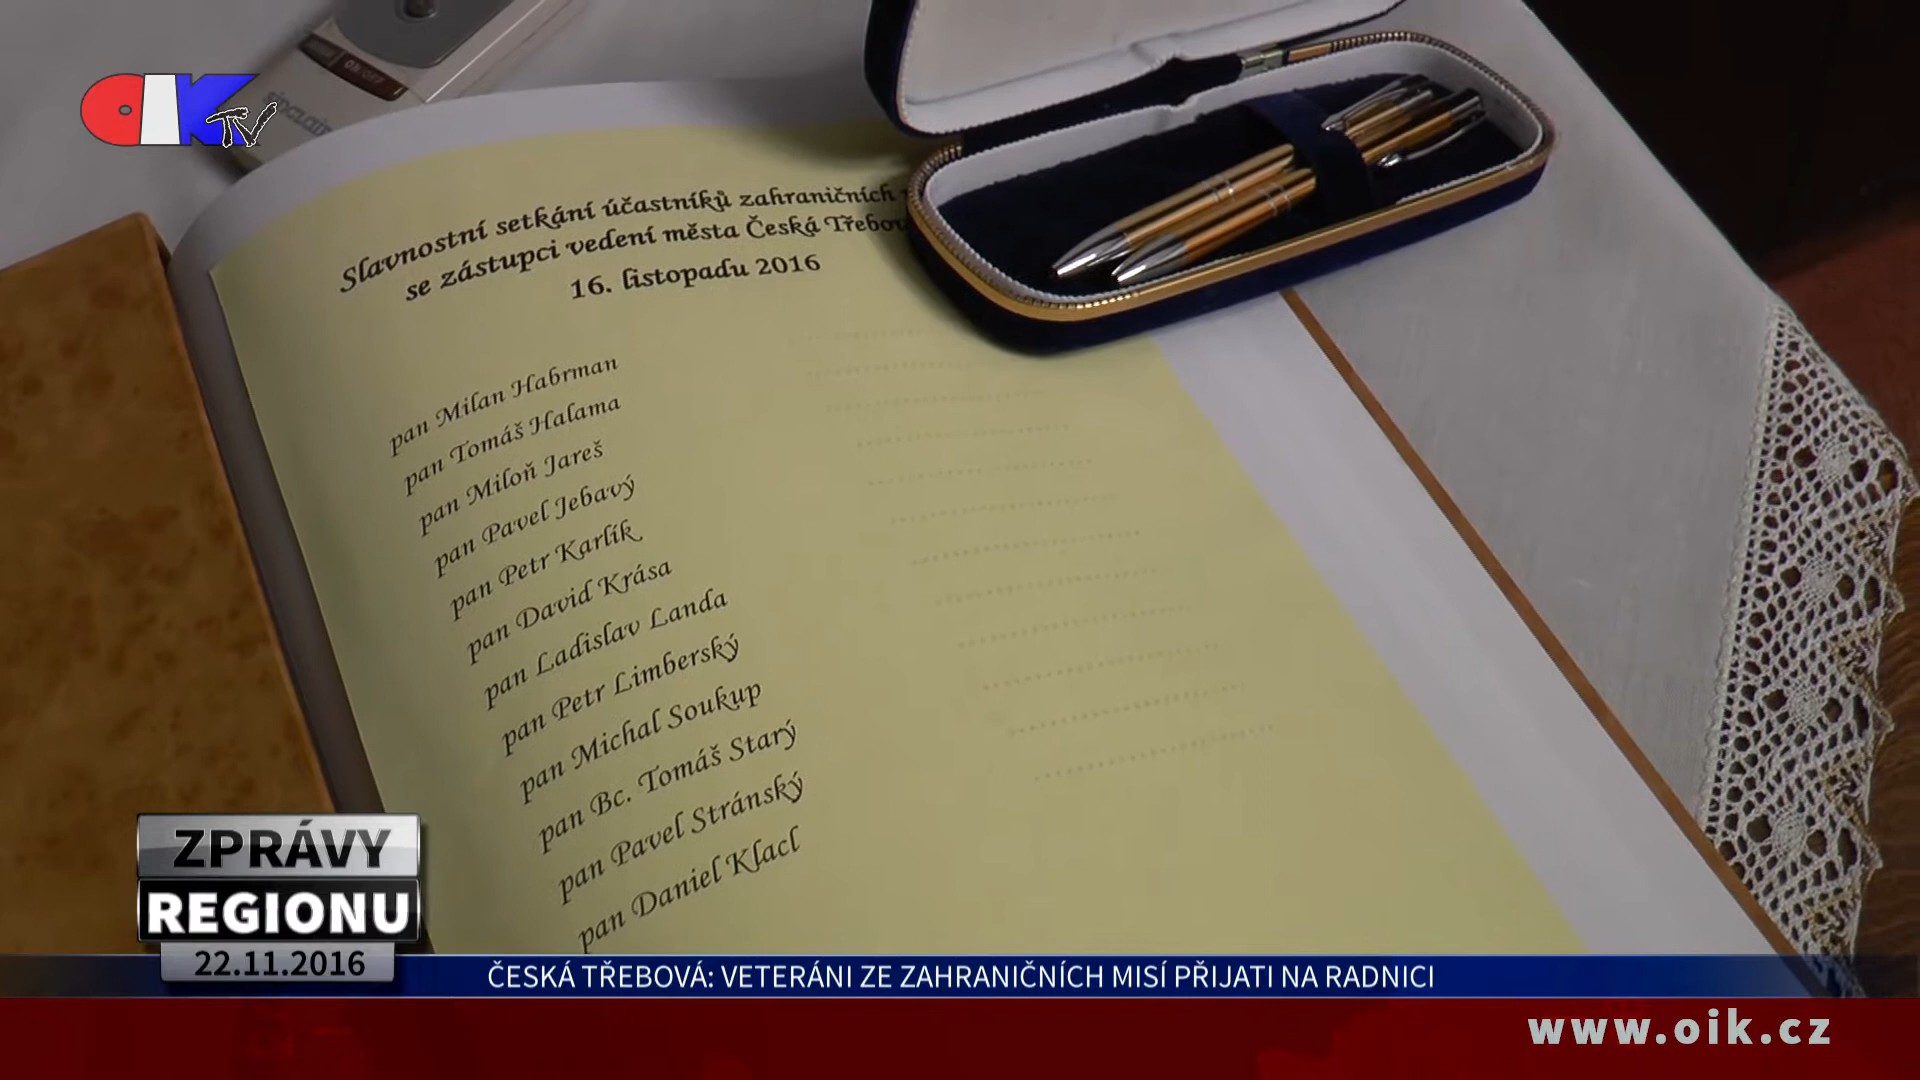 OIK TV
ON/OFF
Slavnostní setkání účastníků zahraničních
se zástupci vedení města Česká Třebov
16. listopadu 2016
pan Milan Habrman
pan Tomáš Halama
pan Miloň Jareš
pan Pavel Jebavý
pan Petr Karlík
pan David Krása
pan Ladislav Landa
pan Petr Limberský
pan Michal Soukup
pan Bc. Tomáš Starý
pan Pavel Stránský
pan Daniel Klacl
ZPRÁVY
REGIONU
22.11.2016
ČESKÁ TŘEBOVÁ: VETERÁNI ZE ZAHRANIČNÍCH MISÍ PŘIJATI NA RADNICI
www.oik.cz